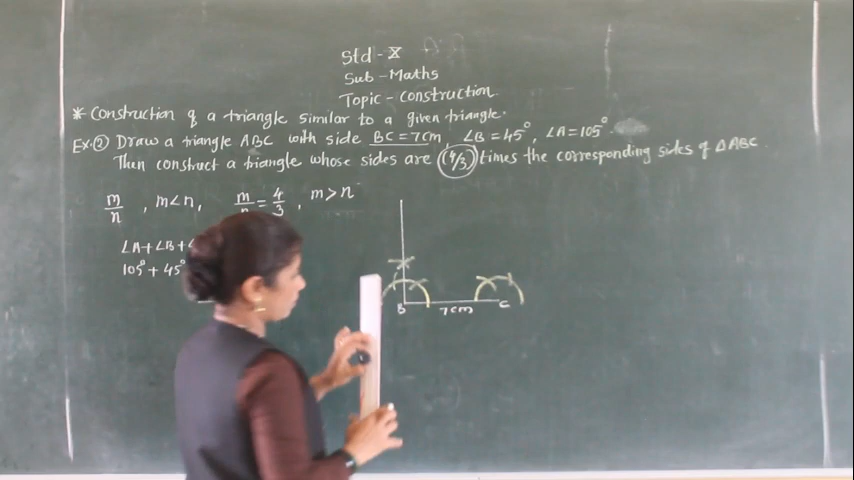 Std - X
Sub - Maths
Topic - Construction.
* Construction of a triangle similar to a given triangle.
Ex.② Draw a triangle ABC with side BC = 7cm, ∠B = 45°, ∠A = 105°.
Then construct a triangle whose sides are (4/3) times the corresponding sides of △ABC.
m/n , m<n, m/n = 4/3 , m>n
∠A+∠B+
105°+ 45°
B 7cm C